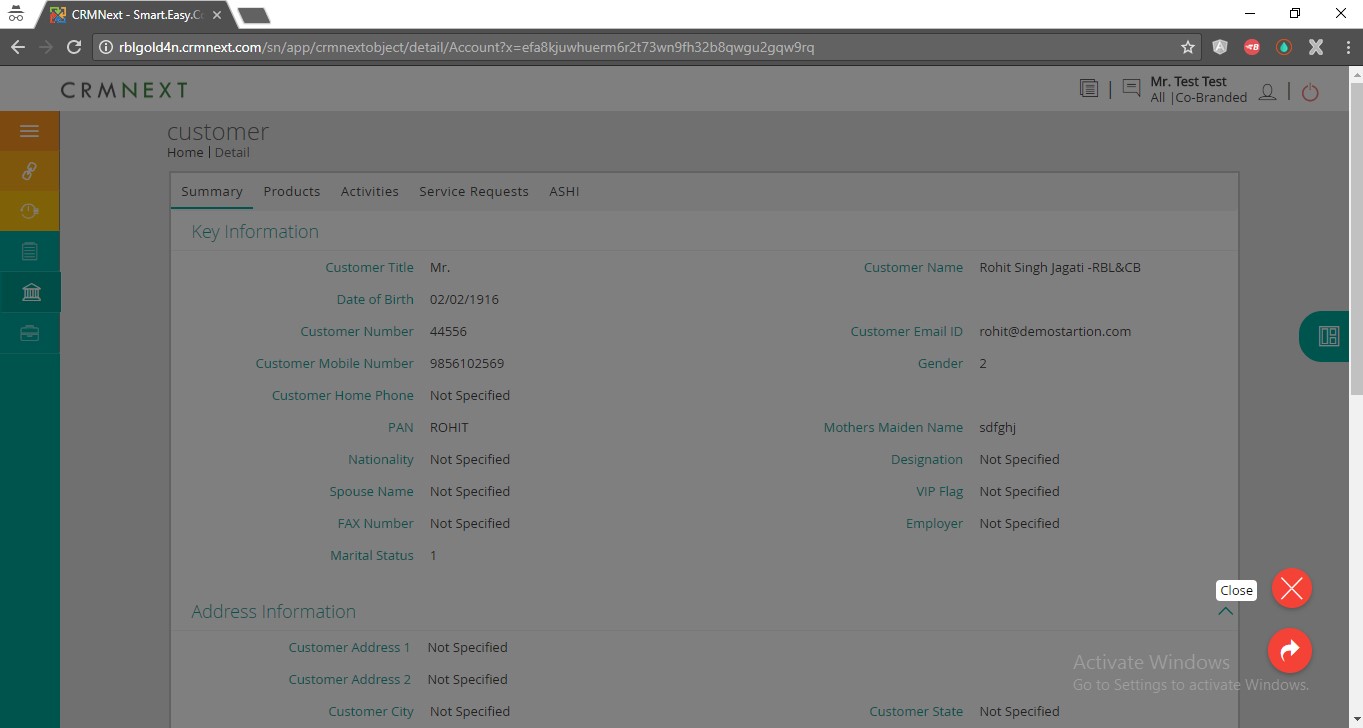 CRMNext - Smart.Easy.Co
rblgold4n.crmnext.com/sn/app/crmnextobject/detail/Account?x=efa8kjuwhuerm6r2t73wn9fh32b8qwgu2gqw9rq
CRMNEXT
Mr. Test Test
All |Co-Branded
customer
Home | Detail
Summary Products Activities Service Requests ASHI
Key Information
Customer Title Mr. Customer Name Rohit Singh Jagati -RBL&CB
Date of Birth 02/02/1916
Customer Number 44556 Customer Email ID rohit@demostartion.com
Customer Mobile Number 9856102569 Gender 2
Customer Home Phone Not Specified
PAN ROHIT Mothers Maiden Name sdfghj
Nationality Not Specified Designation Not Specified
Spouse Name Not Specified VIP Flag Not Specified
FAX Number Not Specified Employer Not Specified
Marital Status 1
Close
Address Information
Customer Address 1 Not Specified
Customer Address 2 Not Specified
Customer City Not Specified Customer State Not Specified
Activate Windows
Go to Settings to activate Windows.